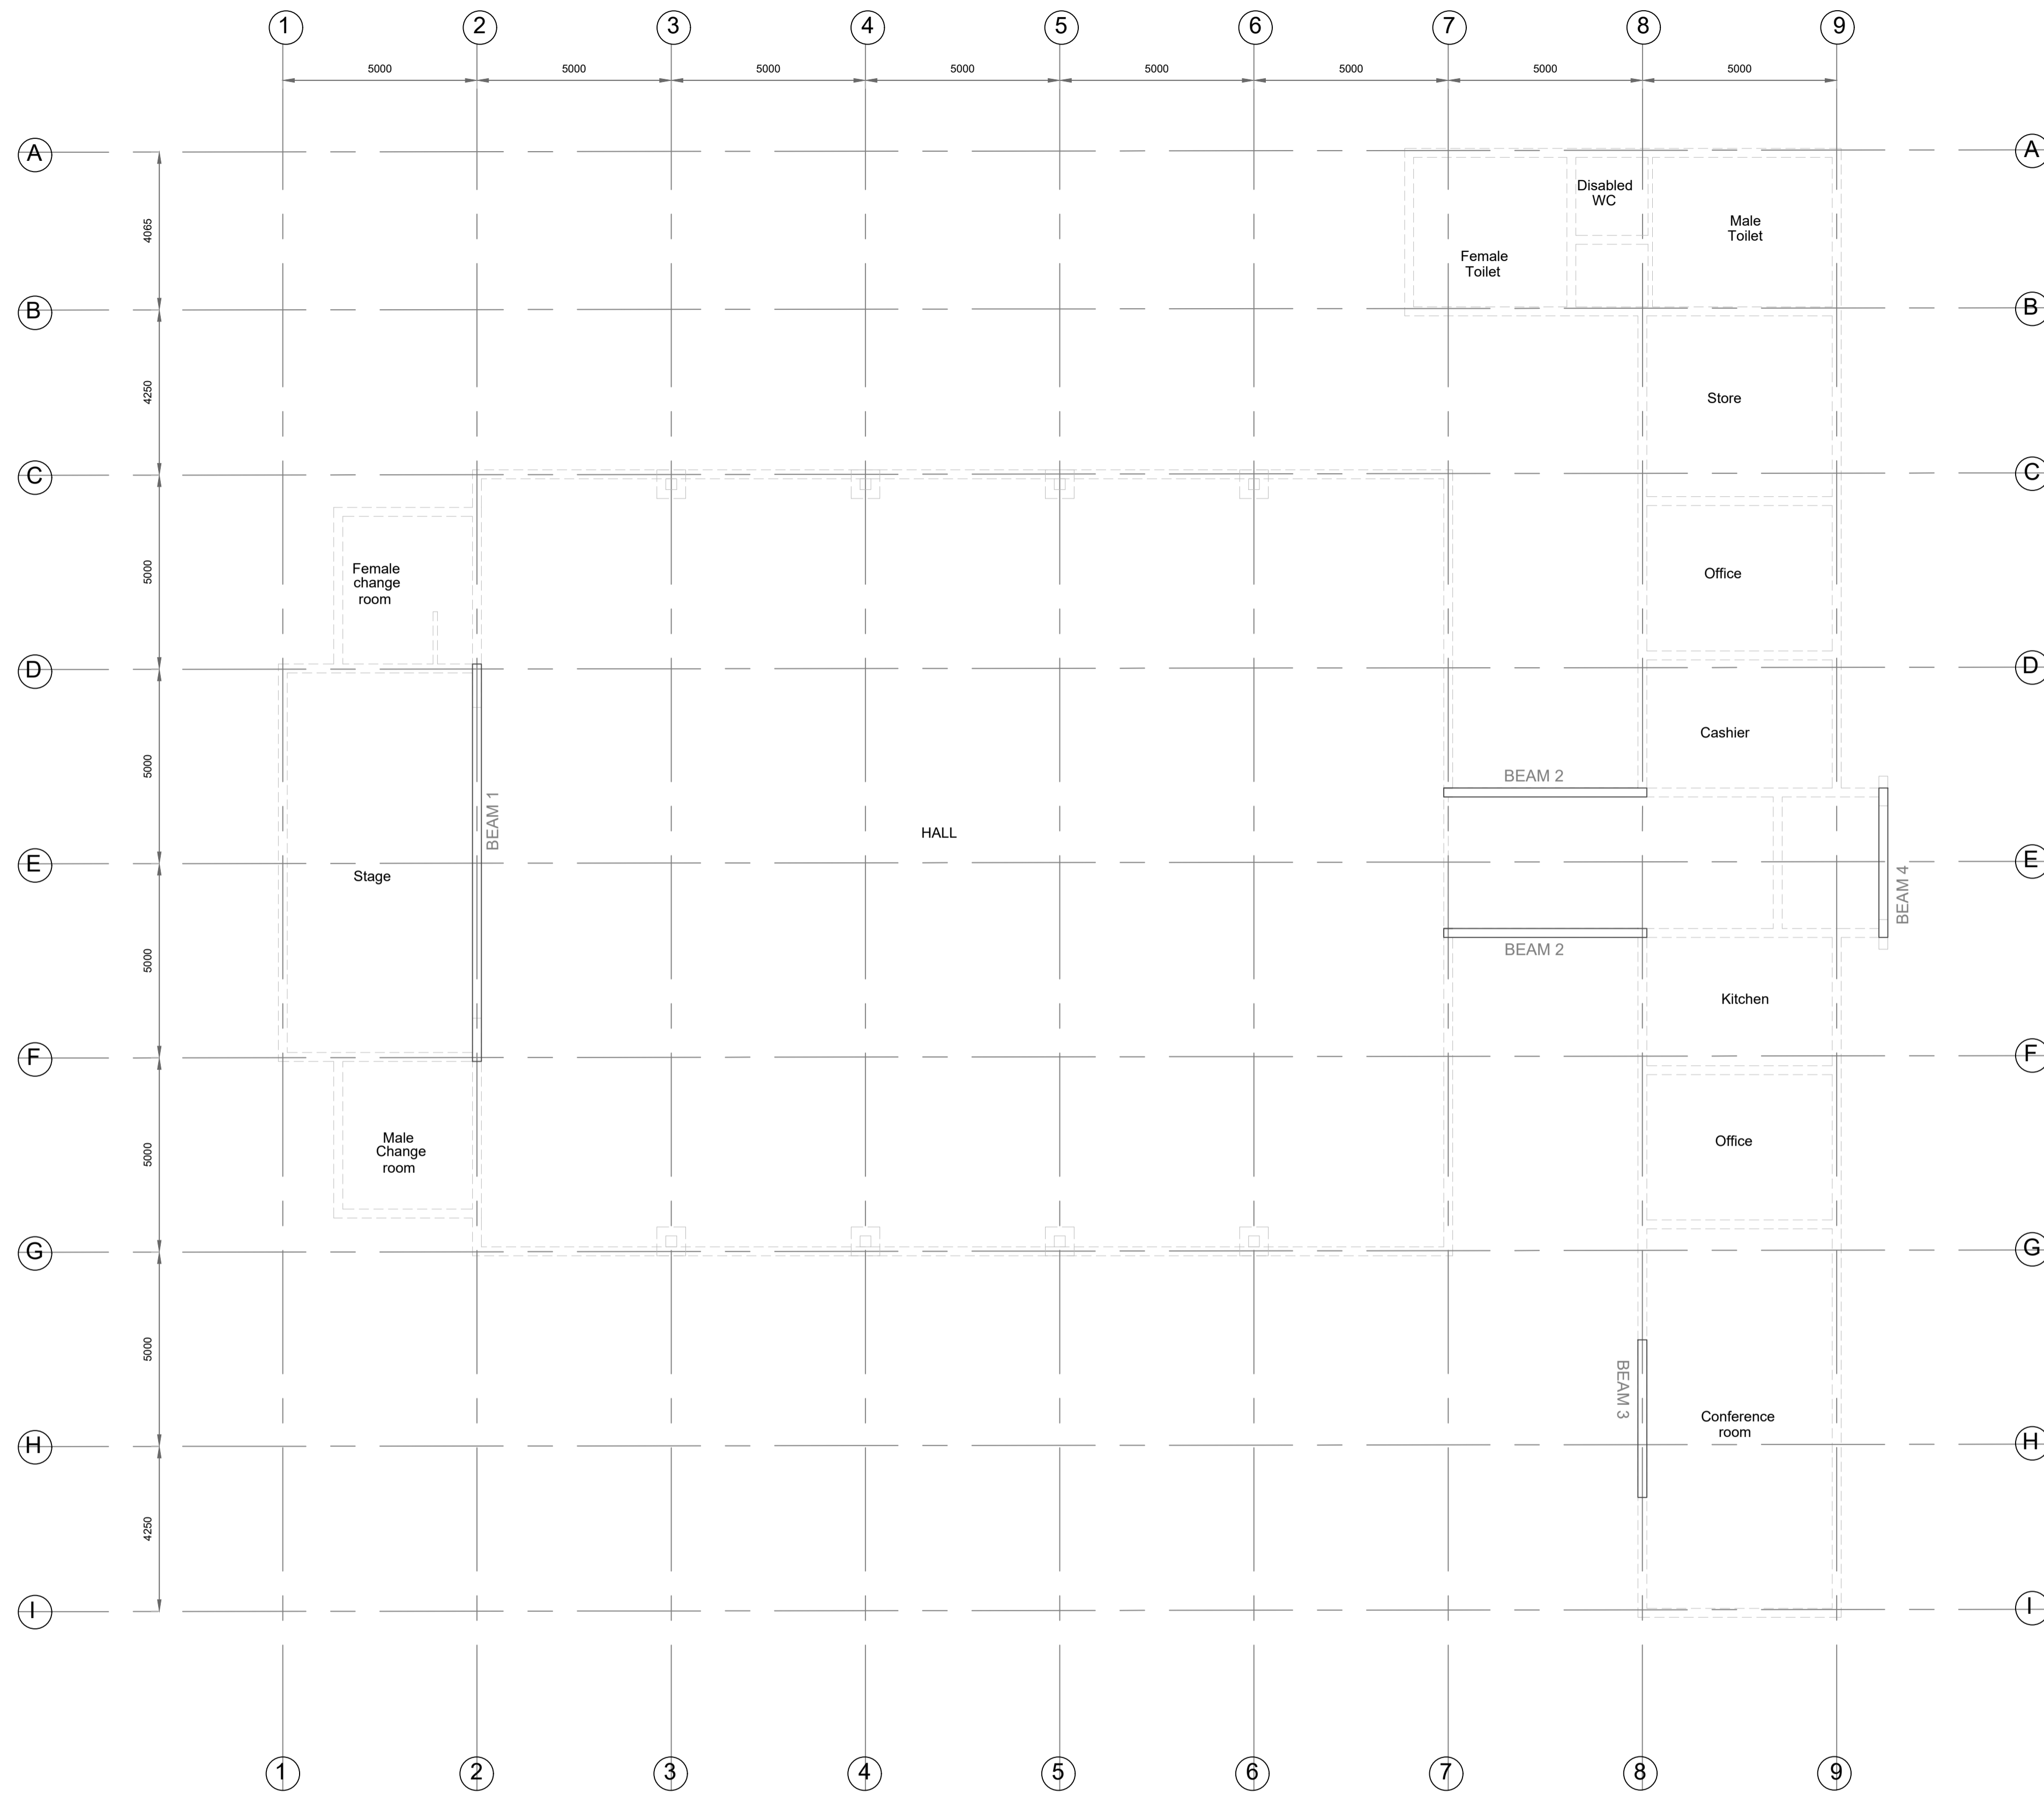 1 2 3 4 5 6 7 8 9
5000 5000 5000 5000 5000 5000 5000 5000
A A
4065
Disabled
WC
Male
Toilet
Female
Toilet
B B
4250
Store
C C
5000
Female
change
room
Office
D D
5000
Cashier
BEAM 2
BEAM 1
HALL
E E
Stage
BEAM 4
5000
BEAM 2
Kitchen
F F
5000
Male
Change
room
Office
G G
5000
BEAM 3
Conference
room
H H
4250
I I
1 2 3 4 5 6 7 8 9